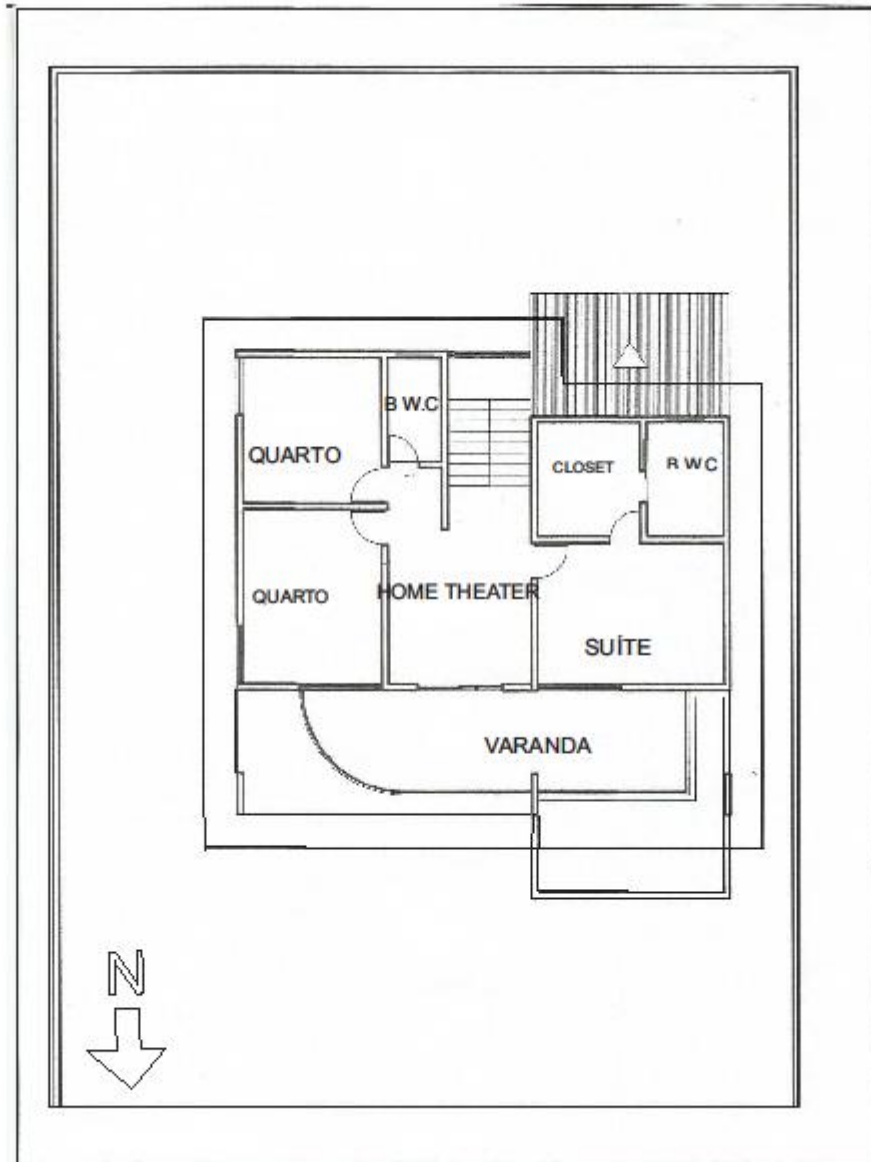 B W.C
QUARTO
CLOSET
R W C
QUARTO
HOME THEATER
SUÍTE
VARANDA
N